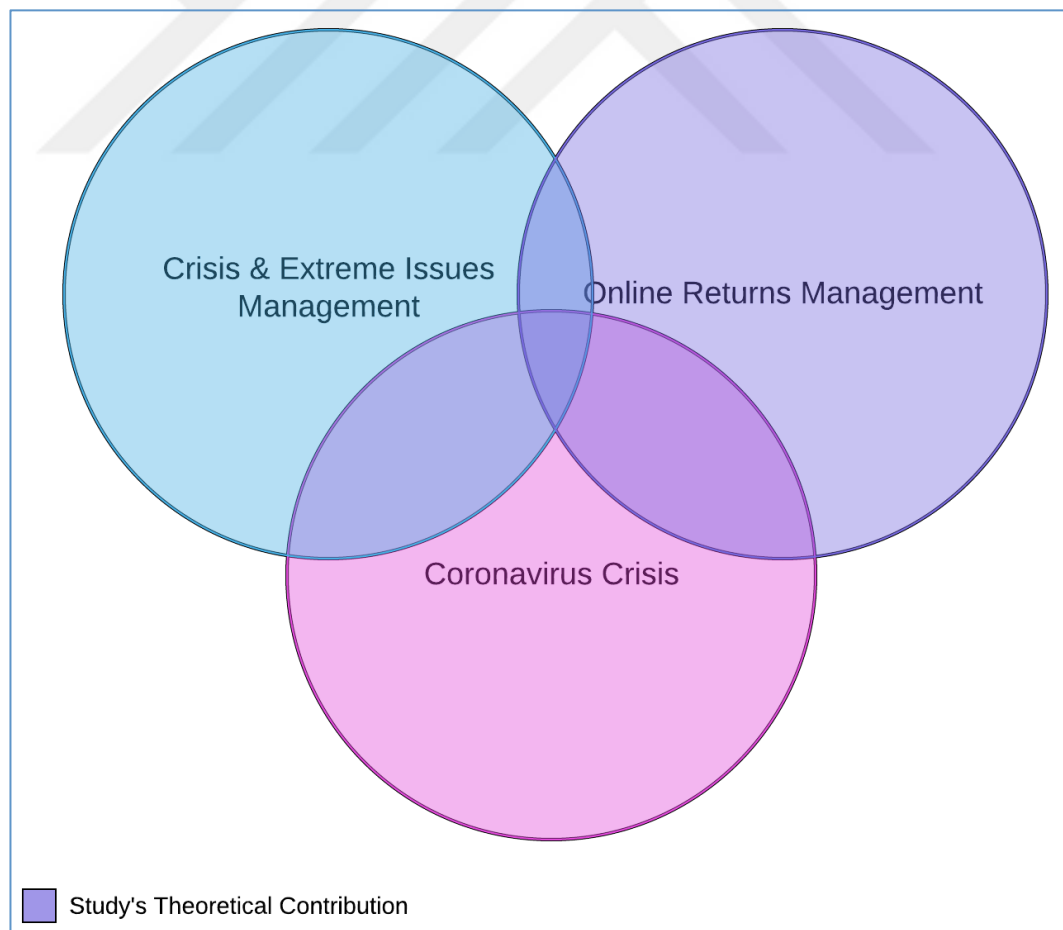 Crisis & Extreme Issues
Management
Online Returns Management
Coronavirus Crisis
Study's Theoretical Contribution